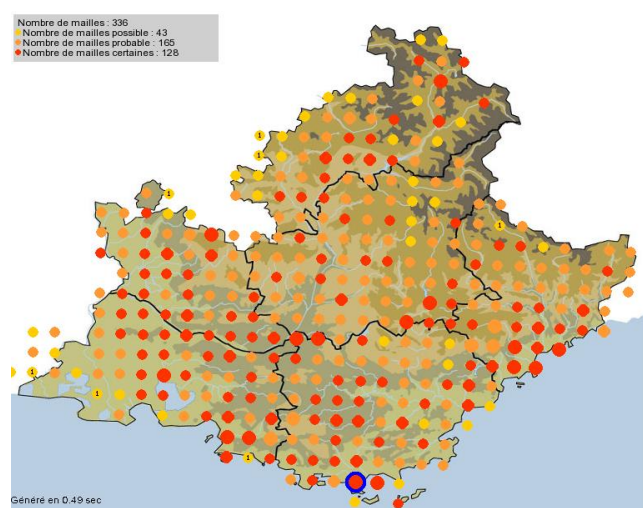 Nombre de mailles : 336
Nombre de mailles possible : 43
Nombre de mailles probable : 165
Nombre de mailles certaines : 128
1
1
1
1
1
1
1
Généré en 0.49 sec